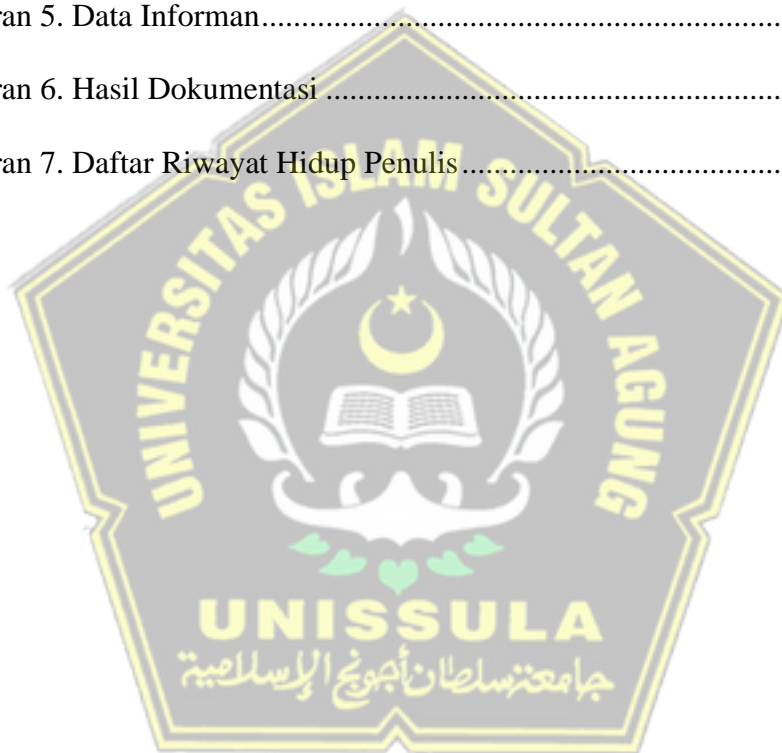 ran 5. Data Informan................................................................
ran 6. Hasil Dokumentasi ........................................................
ran 7. Daftar Riwayat Hidup Penulis.......................................
UNIVERSITAS ISLAM SULTAN AGUNG
UNISSULA
جامعة سلطان أجونج الإسلامية